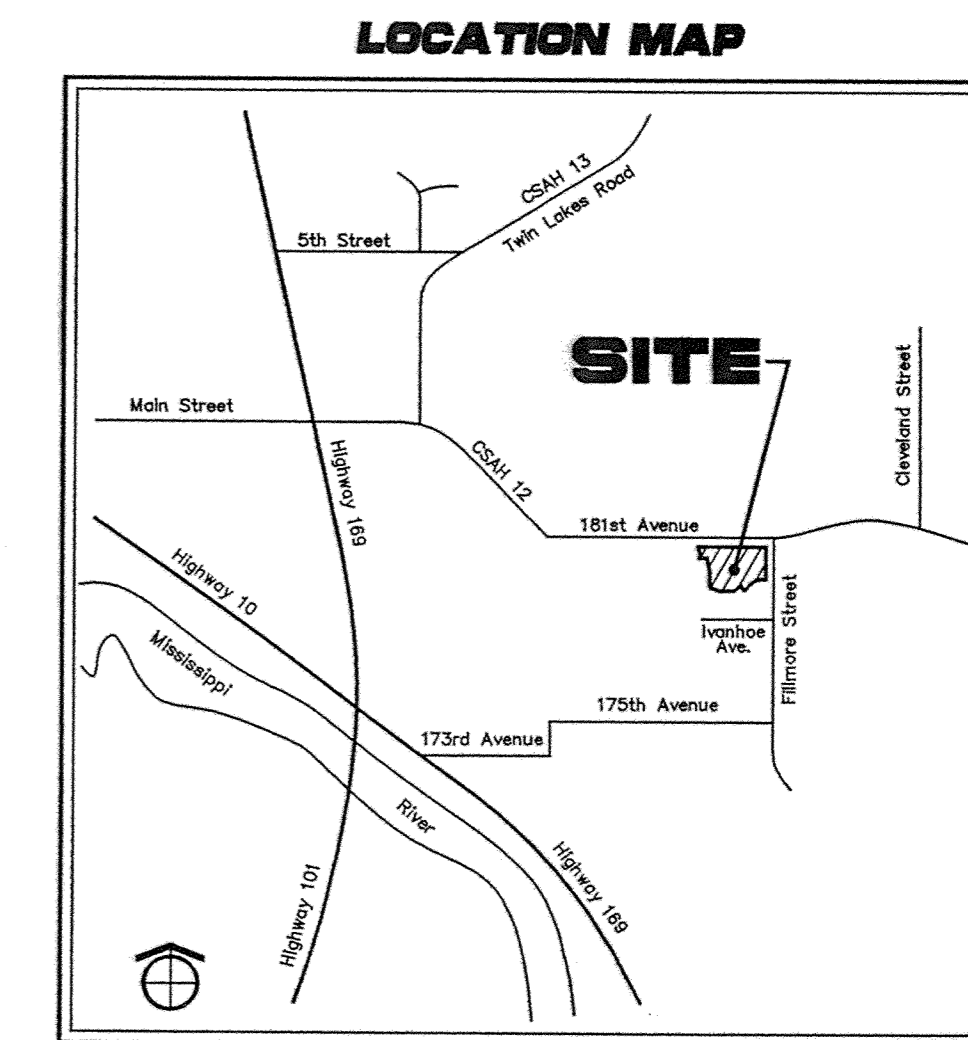 LOCATION MAP
CSAH 13
Twin Lakes Road
5th Street
SITE
Cleveland Street
Main Street
Highway 169
CSAH 12
181st Avenue
Highway 10
Mississippi
Ivanhoe
Ave.
Fillmore Street
175th Avenue
173rd Avenue
River
Highway 169
Highway 101